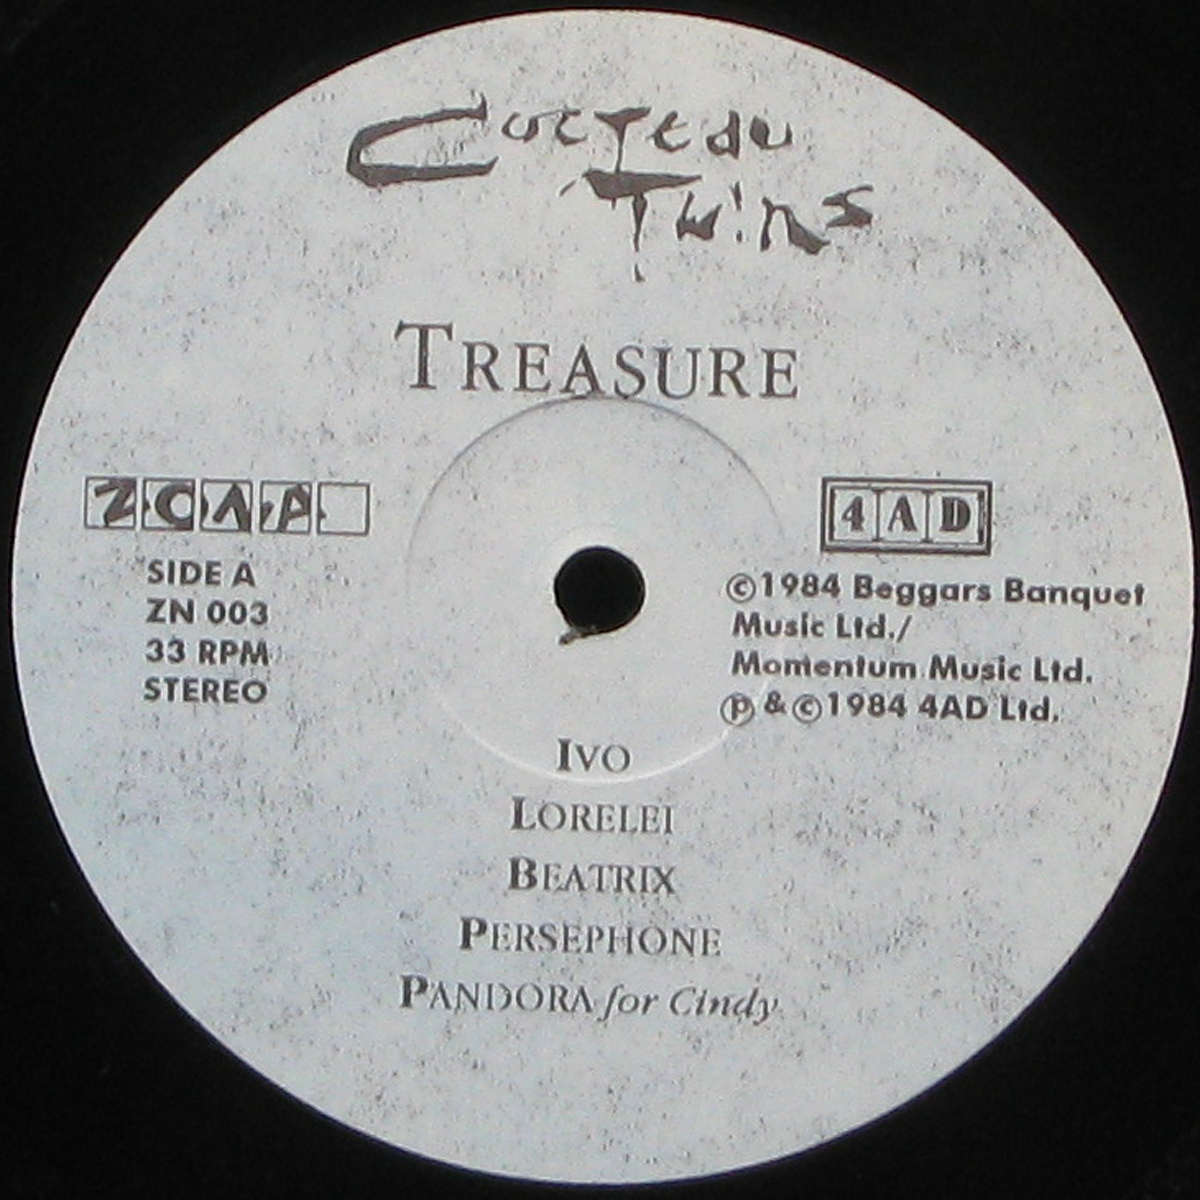 Cocteau
Twins
TREASURE
4AD
SIDE A
ZN 003
33 RPM
STEREO
©1984 Beggars Banquet
Music Ltd./
Momentum Music Ltd.
℗ & ©1984 4AD Ltd.
IVO
LORELEI
BEATRIX
PERSEPHONE
PANDORA for Cindy